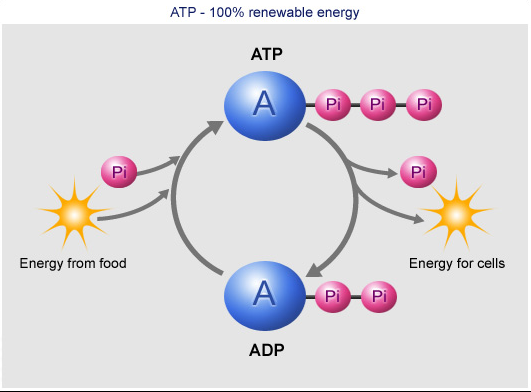 ATP - 100% renewable energy
ATP
A
Pi Pi Pi
Pi
Pi
Energy from food
Energy for cells
A
Pi Pi
ADP